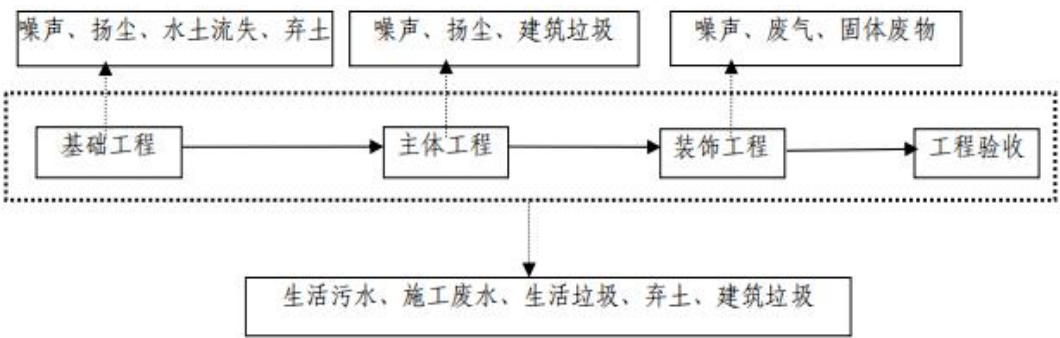 噪声、扬尘、水土流失、弃土
噪声、扬尘、建筑垃圾
噪声、废气、固体废物
基础工程
主体工程
装饰工程
工程验收
生活污水、施工废水、生活垃圾、弃土、建筑垃圾